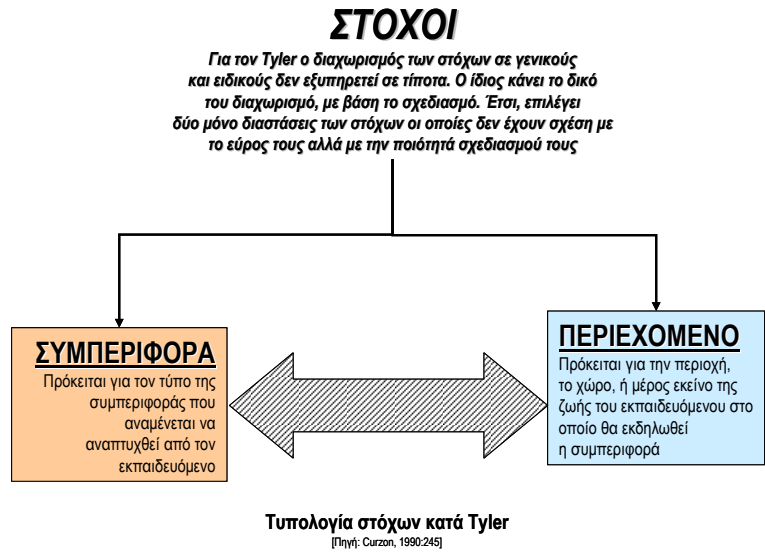 ΣΤΟΧΟΙ
Για τον Tyler ο διαχωρισμός των στόχων σε γενικούς
και ειδικούς δεν εξυπηρετεί σε τίποτα. Ο ίδιος κάνει το δικό
του διαχωρισμό, με βάση το σχεδιασμό. Έτσι, επιλέγει
δύο μόνο διαστάσεις των στόχων οι οποίες δεν έχουν σχέση με
το εύρος τους αλλά με την ποιότητά σχεδιασμού τους
ΣΥΜΠΕΡΙΦΟΡΑ
Πρόκειται για τον τύπο της
συμπεριφοράς που
αναμένεται να
αναπτυχθεί από τον
εκπαιδευόμενο
ΠΕΡΙΕΧΟΜΕΝΟ
Πρόκειται για την περιοχή,
το χώρο, ή μέρος εκείνο της
ζωής του εκπαιδευόμενου στο
οποίο θα εκδηλωθεί
η συμπεριφορά
Τυπολογία στόχων κατά Tyler
[Πηγή: Curzon, 1990:245]